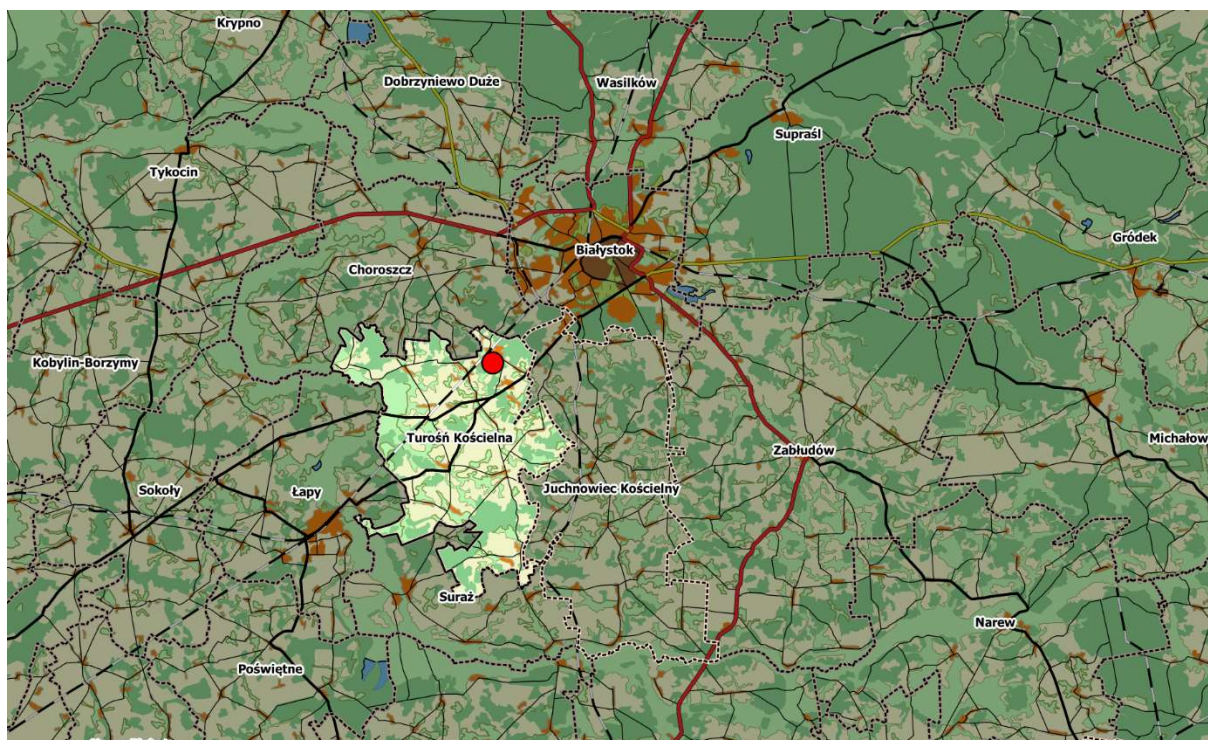 Krypno
Dobrzyniewo Duże
Wasilków
Supraśl
Tykocin
Gródek
Białystok
Choroszcz
Kobylin-Borzymy
Turośń Kościelna
Michałow
Zabłudów
Sokoły
Łapy
Juchnowiec Kościelny
Suraż
Narew
Poświętne